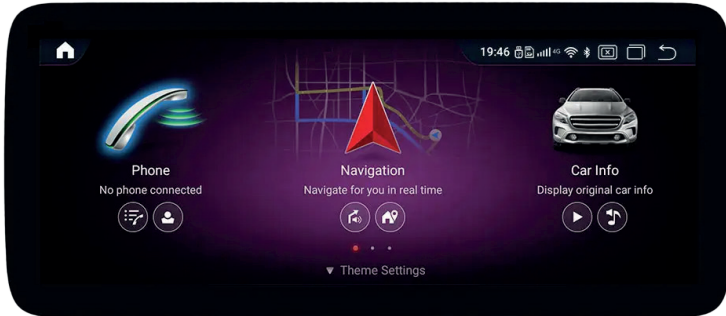 19:46 4G
Phone
No phone connected
Navigation
Navigate for you in real time
Car Info
Display original car info
Theme Settings